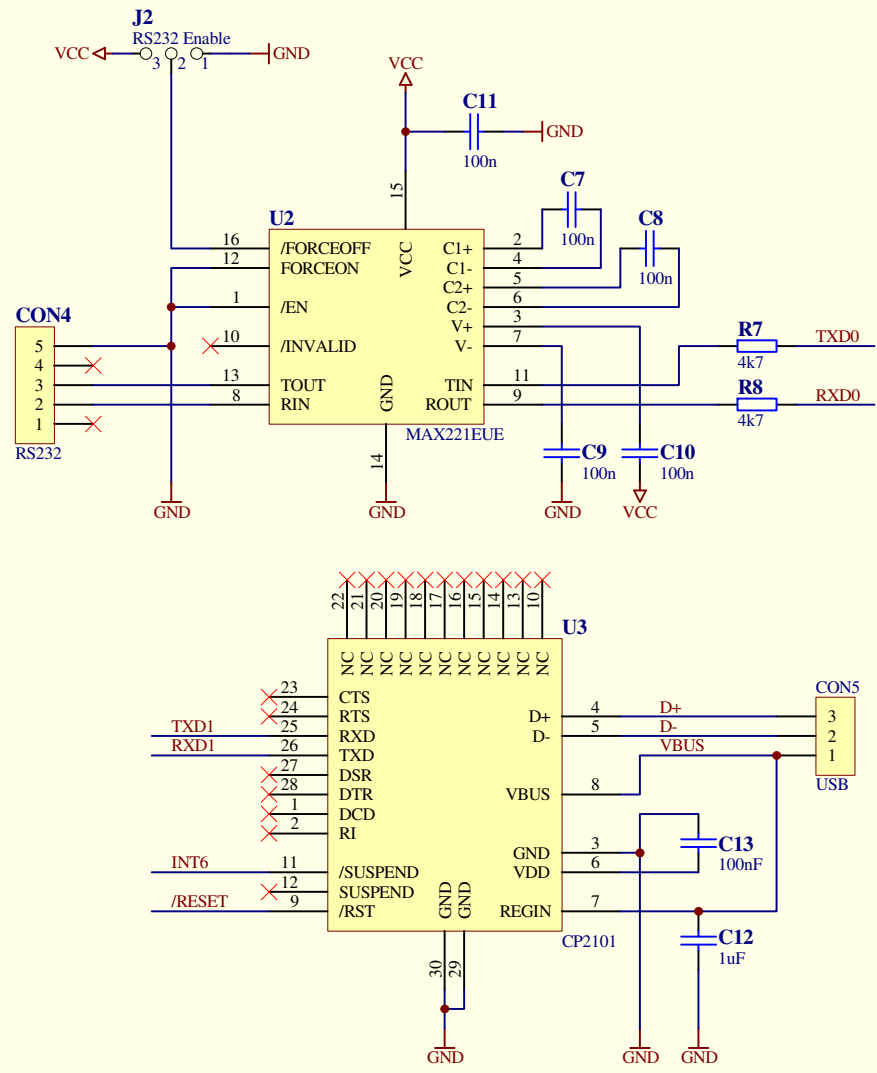 J2
RS232 Enable
VCC
3
2
1
GND
VCC
C11
100n
GND
15
C7
100n
C8
100n
U2
16
/FORCEOFF
12
FORCEON
1
/EN
10
/INVALID
13
TOUT
8
RIN
VCC
GND
C1+
2
C1-
4
C2+
5
C2-
6
V+
3
V-
7
TIN
11
ROUT
9
MAX221EUE
14
GND
CON4
5
4
3
2
1
RS232
GND
R7
4k7
TXD0
R8
4k7
RXD0
C9
100n
GND
C10
100n
VCC
22
21
20
19
18
17
16
15
14
13
10
U3
NC
NC
NC
NC
NC
NC
NC
NC
NC
NC
NC
23
CTS
24
RTS
TXD1
25
RXD
RXD1
26
TXD
27
DSR
28
DTR
1
DCD
2
RI
INT6
11
/SUSPEND
12
SUSPEND
/RESET
9
/RST
D+
4
D+
D-
5
D-
VBUS
VBUS
8
GND
3
VDD
6
REGIN
7
GND
GND
CP2101
30
29
GND
CON5
3
2
1
USB
C13
100nF
C12
1uF
GND
GND